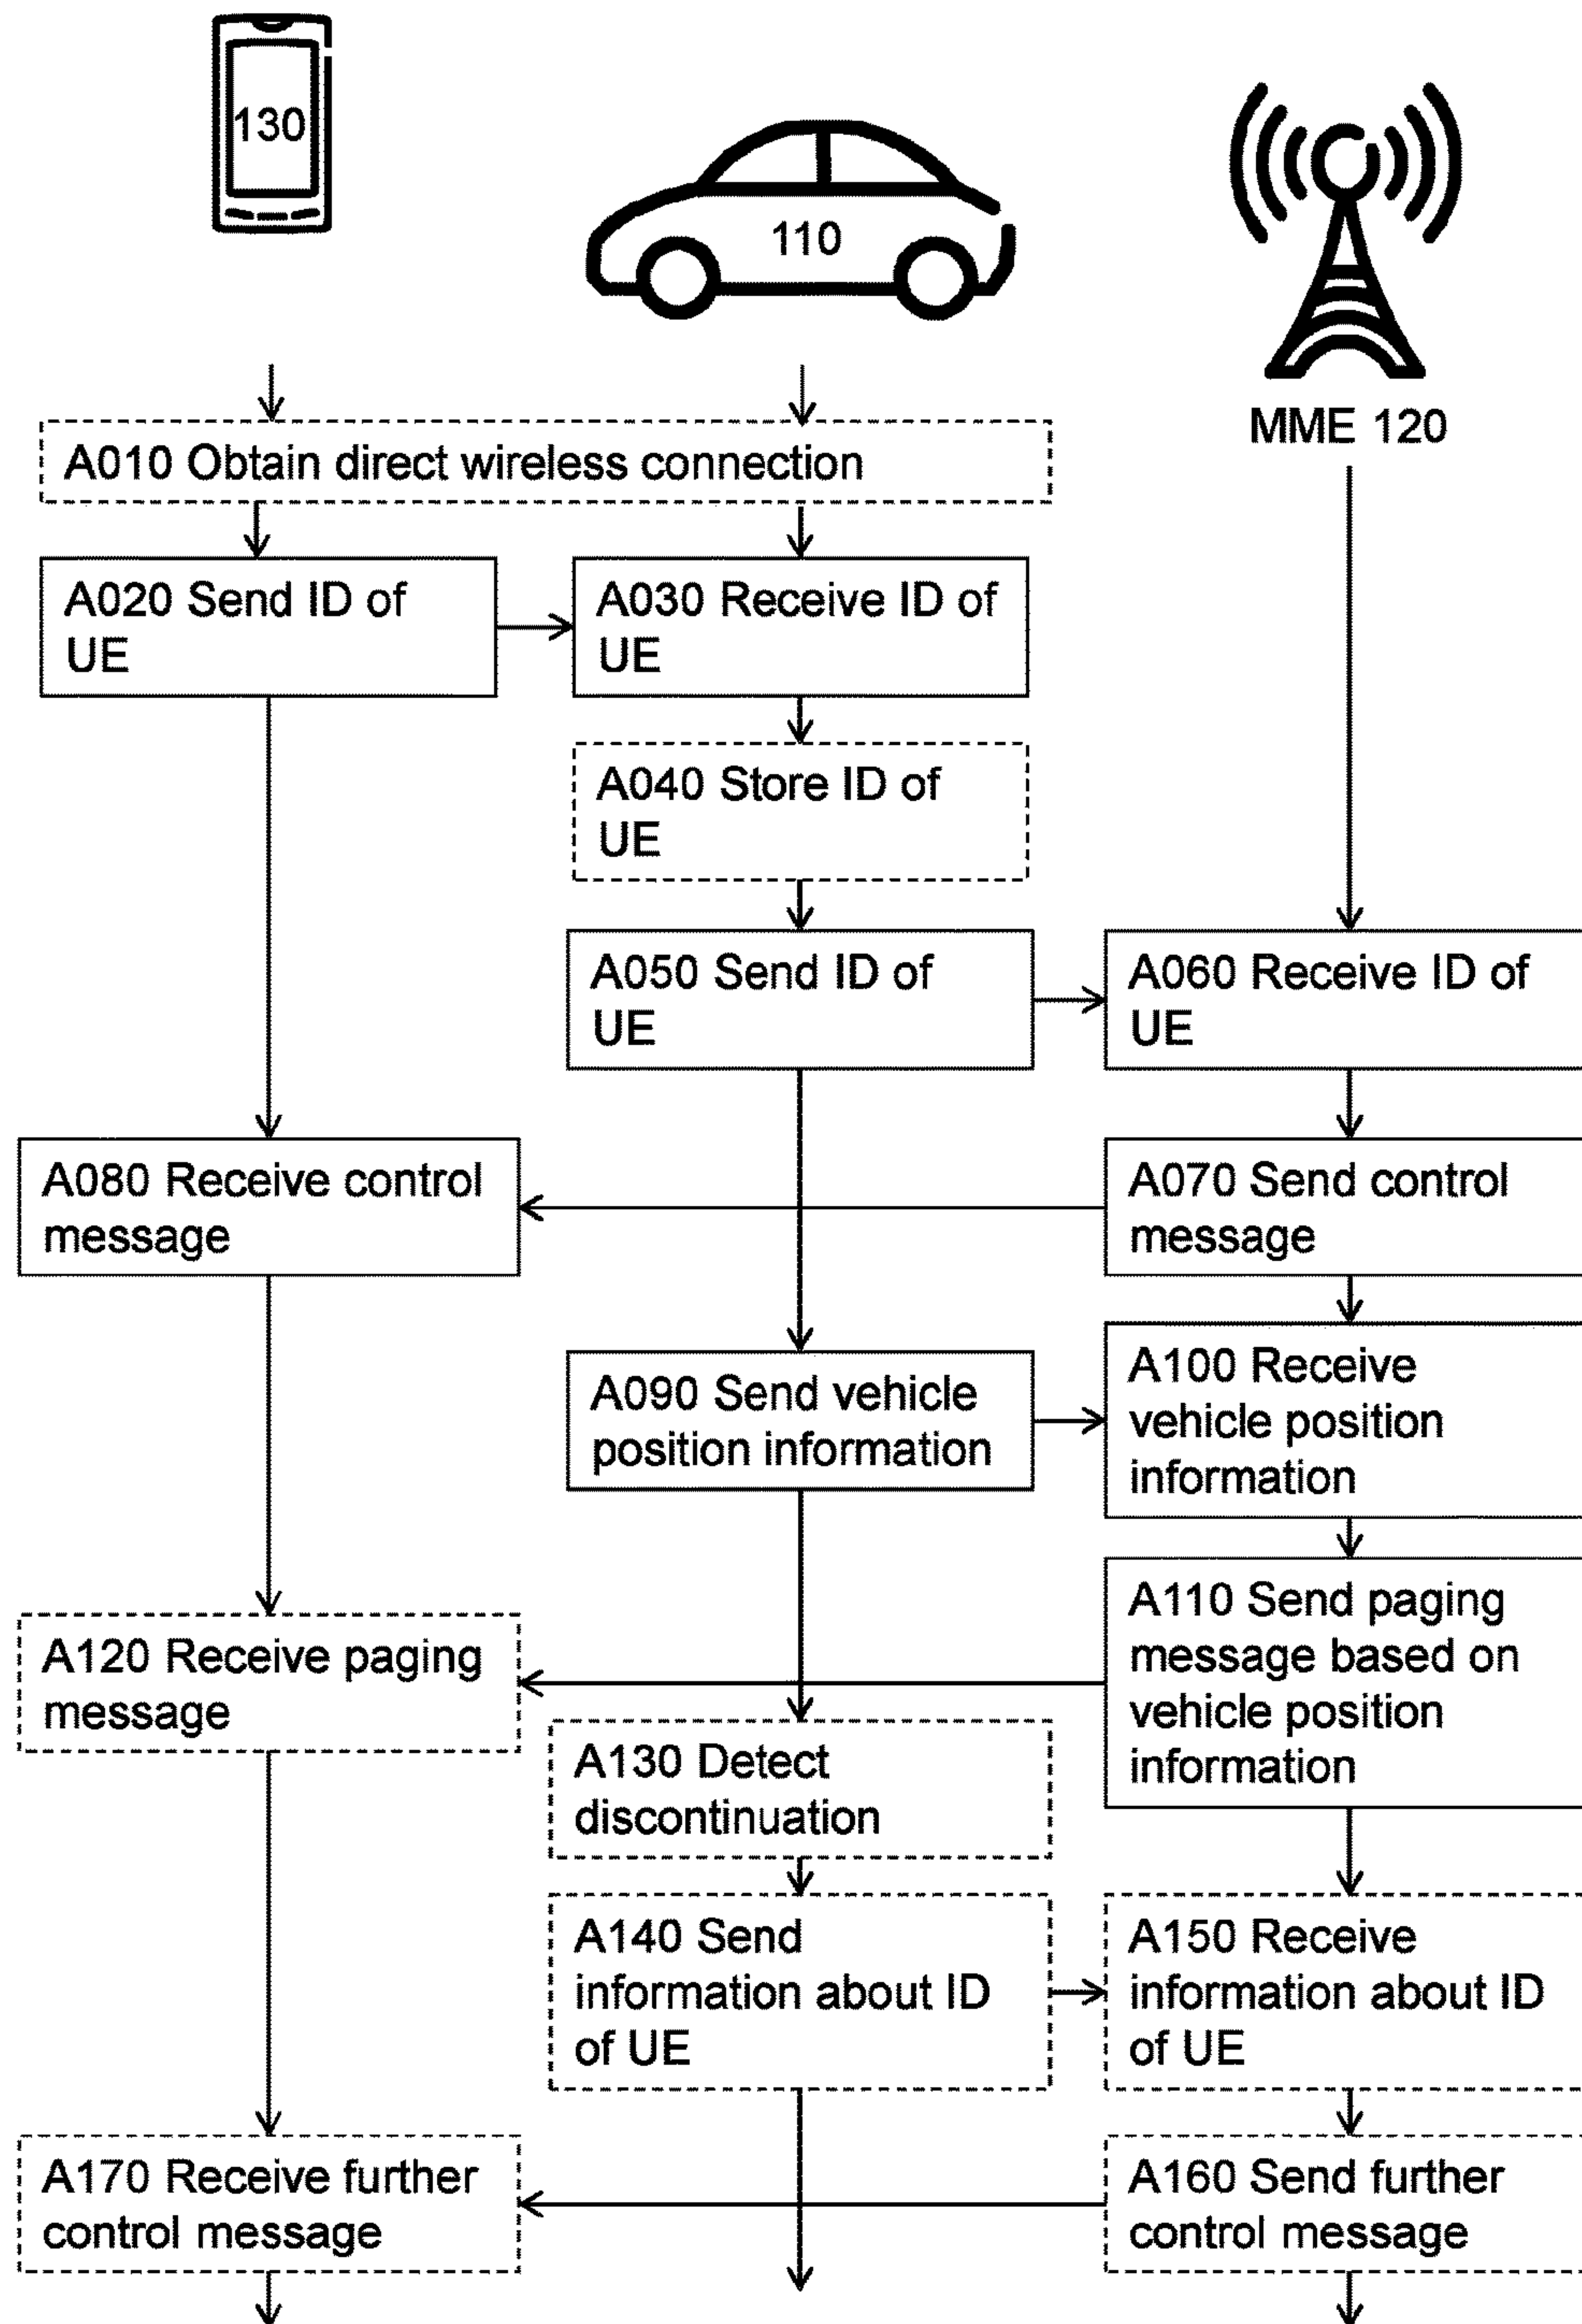 130
110
MME 120
A010 Obtain direct wireless connection
A020 Send ID of
UE
A030 Receive ID of
UE
A040 Store ID of
UE
A050 Send ID of
UE
A060 Receive ID of
UE
A080 Receive control
message
A070 Send control
message
A090 Send vehicle
position information
A100 Receive
vehicle position
information
A110 Send paging
message based on
vehicle position
information
A120 Receive paging
message
A130 Detect
discontinuation
A140 Send
information about ID
of UE
A150 Receive
information about ID
of UE
A170 Receive further
control message
A160 Send further
control message